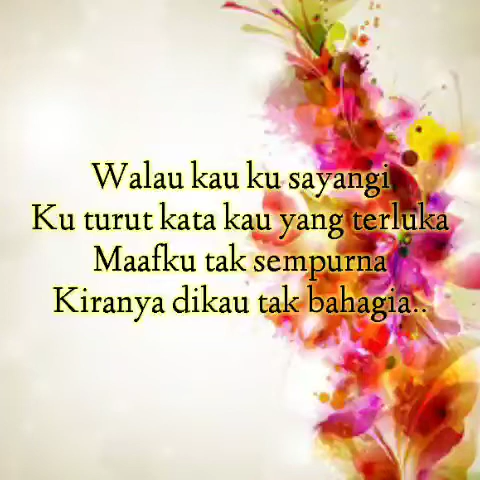 Walau kau ku sayangi
Ku turut kata kau yang terluka
Maafku tak sempurna
Kiranya dikau tak bahagia..